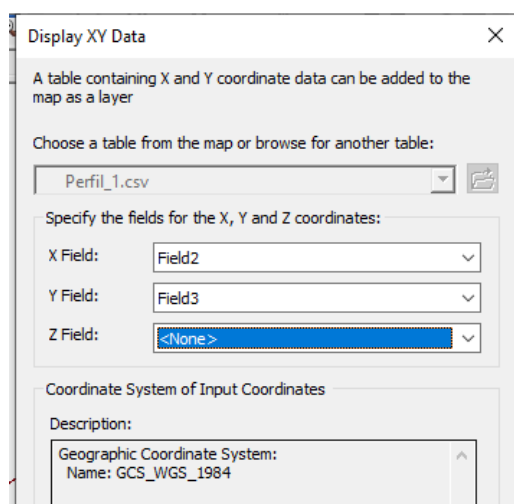 Display XY Data
A table containing X and Y coordinate data can be added to the
map as a layer
Choose a table from the map or browse for another table:
Perfil_1.csv
Specify the fields for the X, Y and Z coordinates:
X Field:
Field2
Y Field:
Field3
Z Field:
<None>
Coordinate System of Input Coordinates
Description:
Geographic Coordinate System:
Name: GCS_WGS_1984